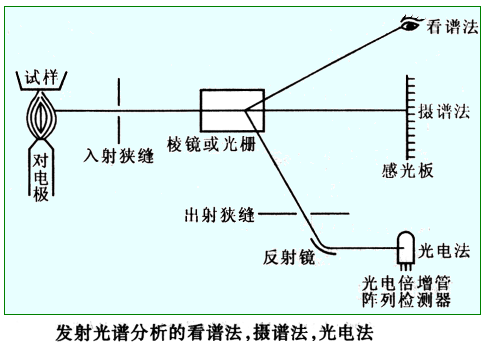 看谱法
试样
摄谱法
入射狭缝
棱镜或光栅
感光板
对电极
出射狭缝
反射镜
光电法
光电倍增管
阵列检测器
发射光谱分析的看谱法,摄谱法,光电法